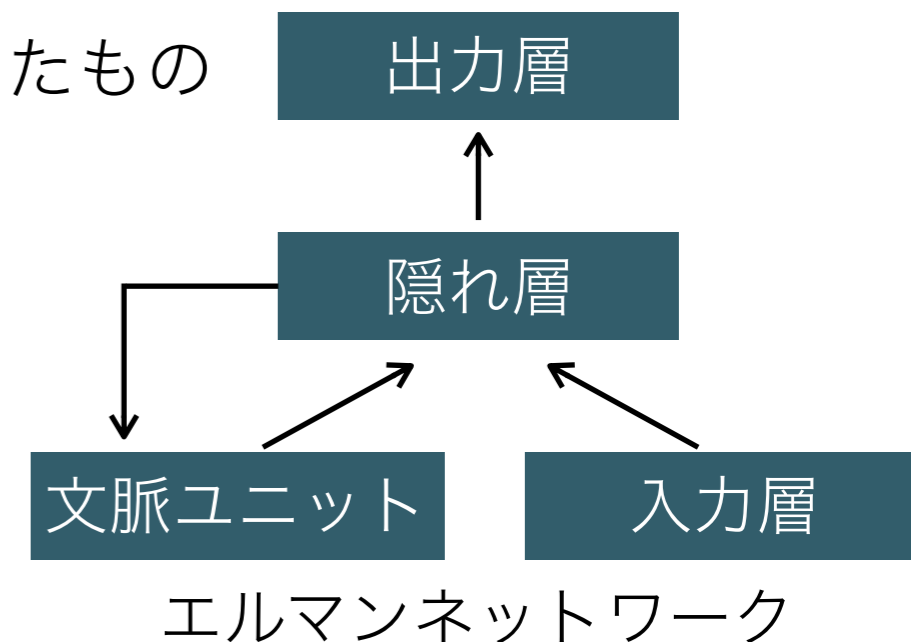 たもの
出力層
隠れ層
文脈ユニット
入力層
エルマンネットワーク